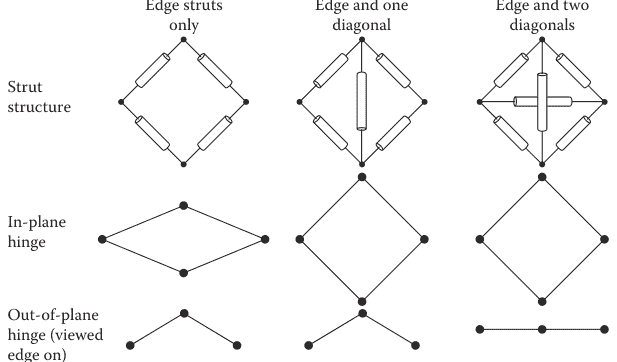 Edge struts
only
Edge and one
diagonal
Edge and two
diagonals
Strut
structure
In-plane
hinge
Out-of-plane
hinge (viewed
edge on)